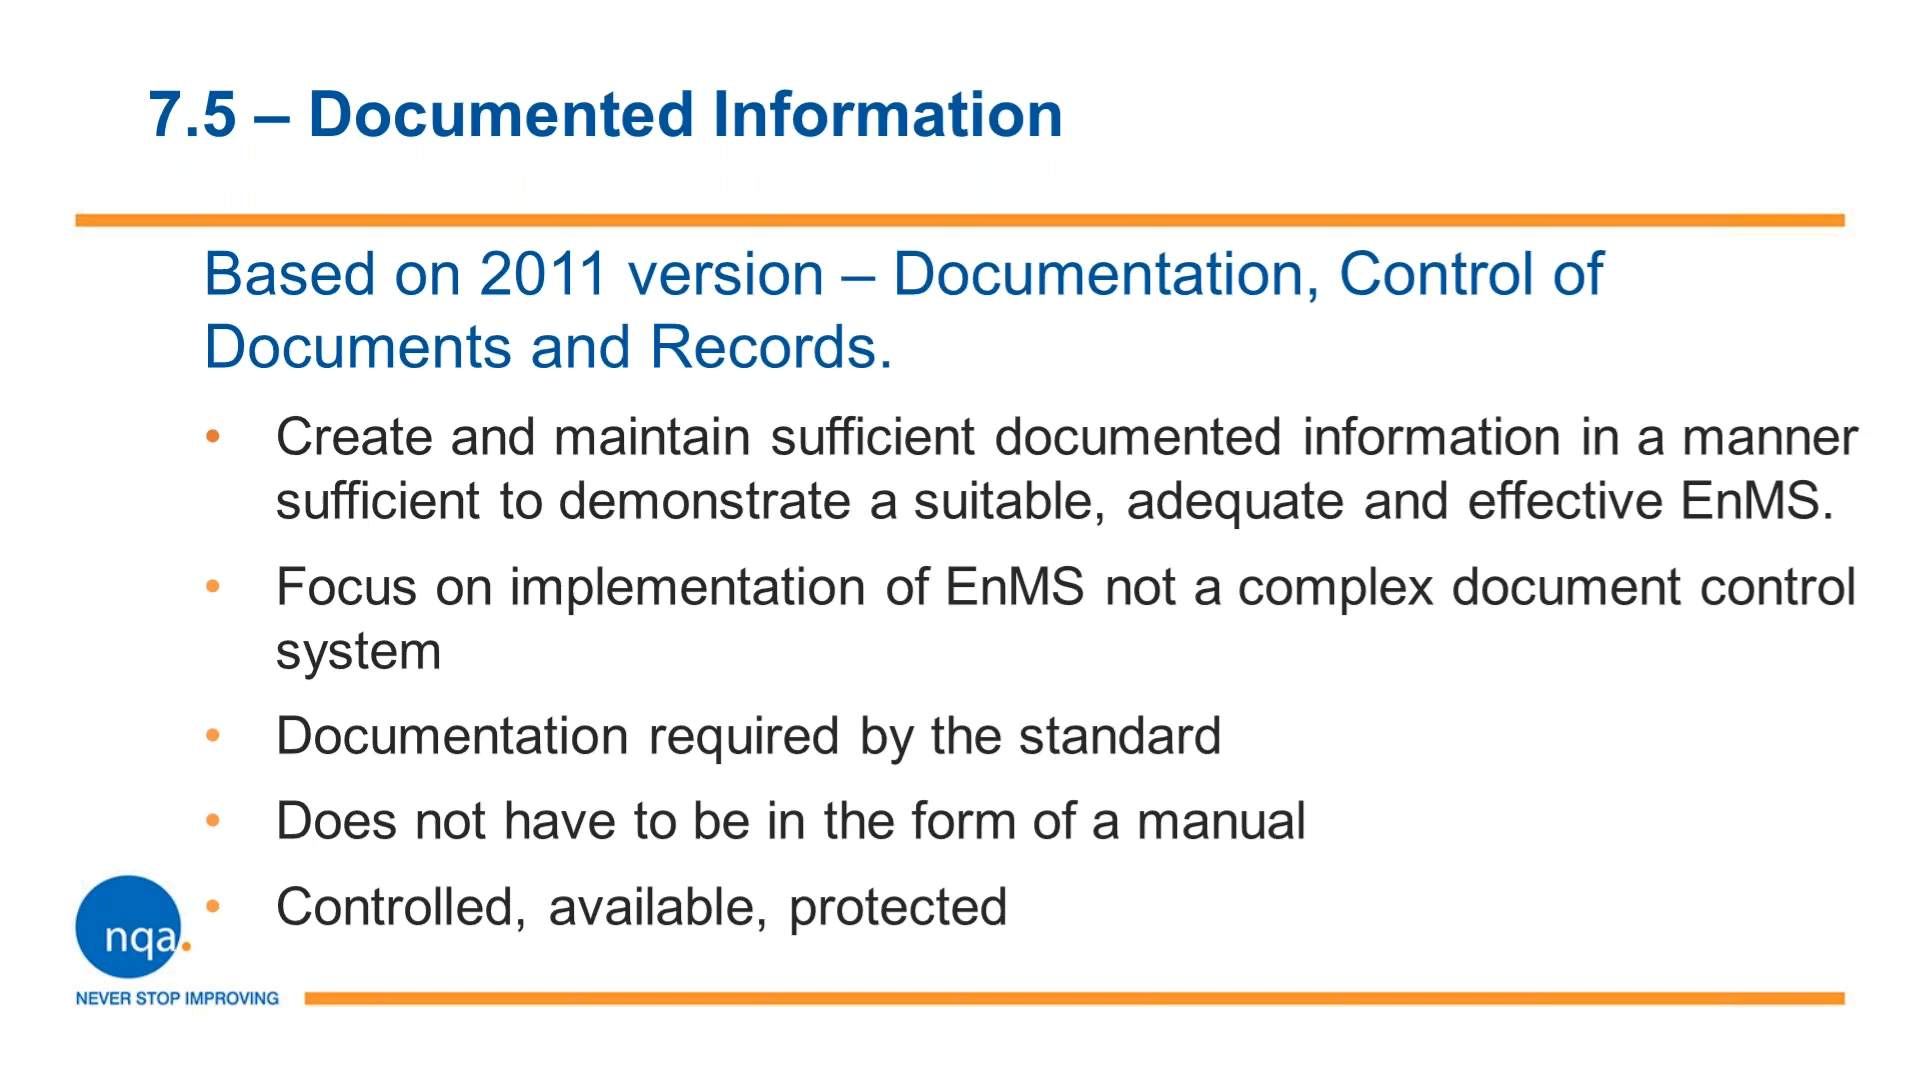 7.5 – Documented Information
Based on 2011 version – Documentation, Control of
Documents and Records.
• Create and maintain sufficient documented information in a manner
sufficient to demonstrate a suitable, adequate and effective EnMS.
• Focus on implementation of EnMS not a complex document control
system
• Documentation required by the standard
• Does not have to be in the form of a manual
• Controlled, available, protected
nqa.
NEVER STOP IMPROVING